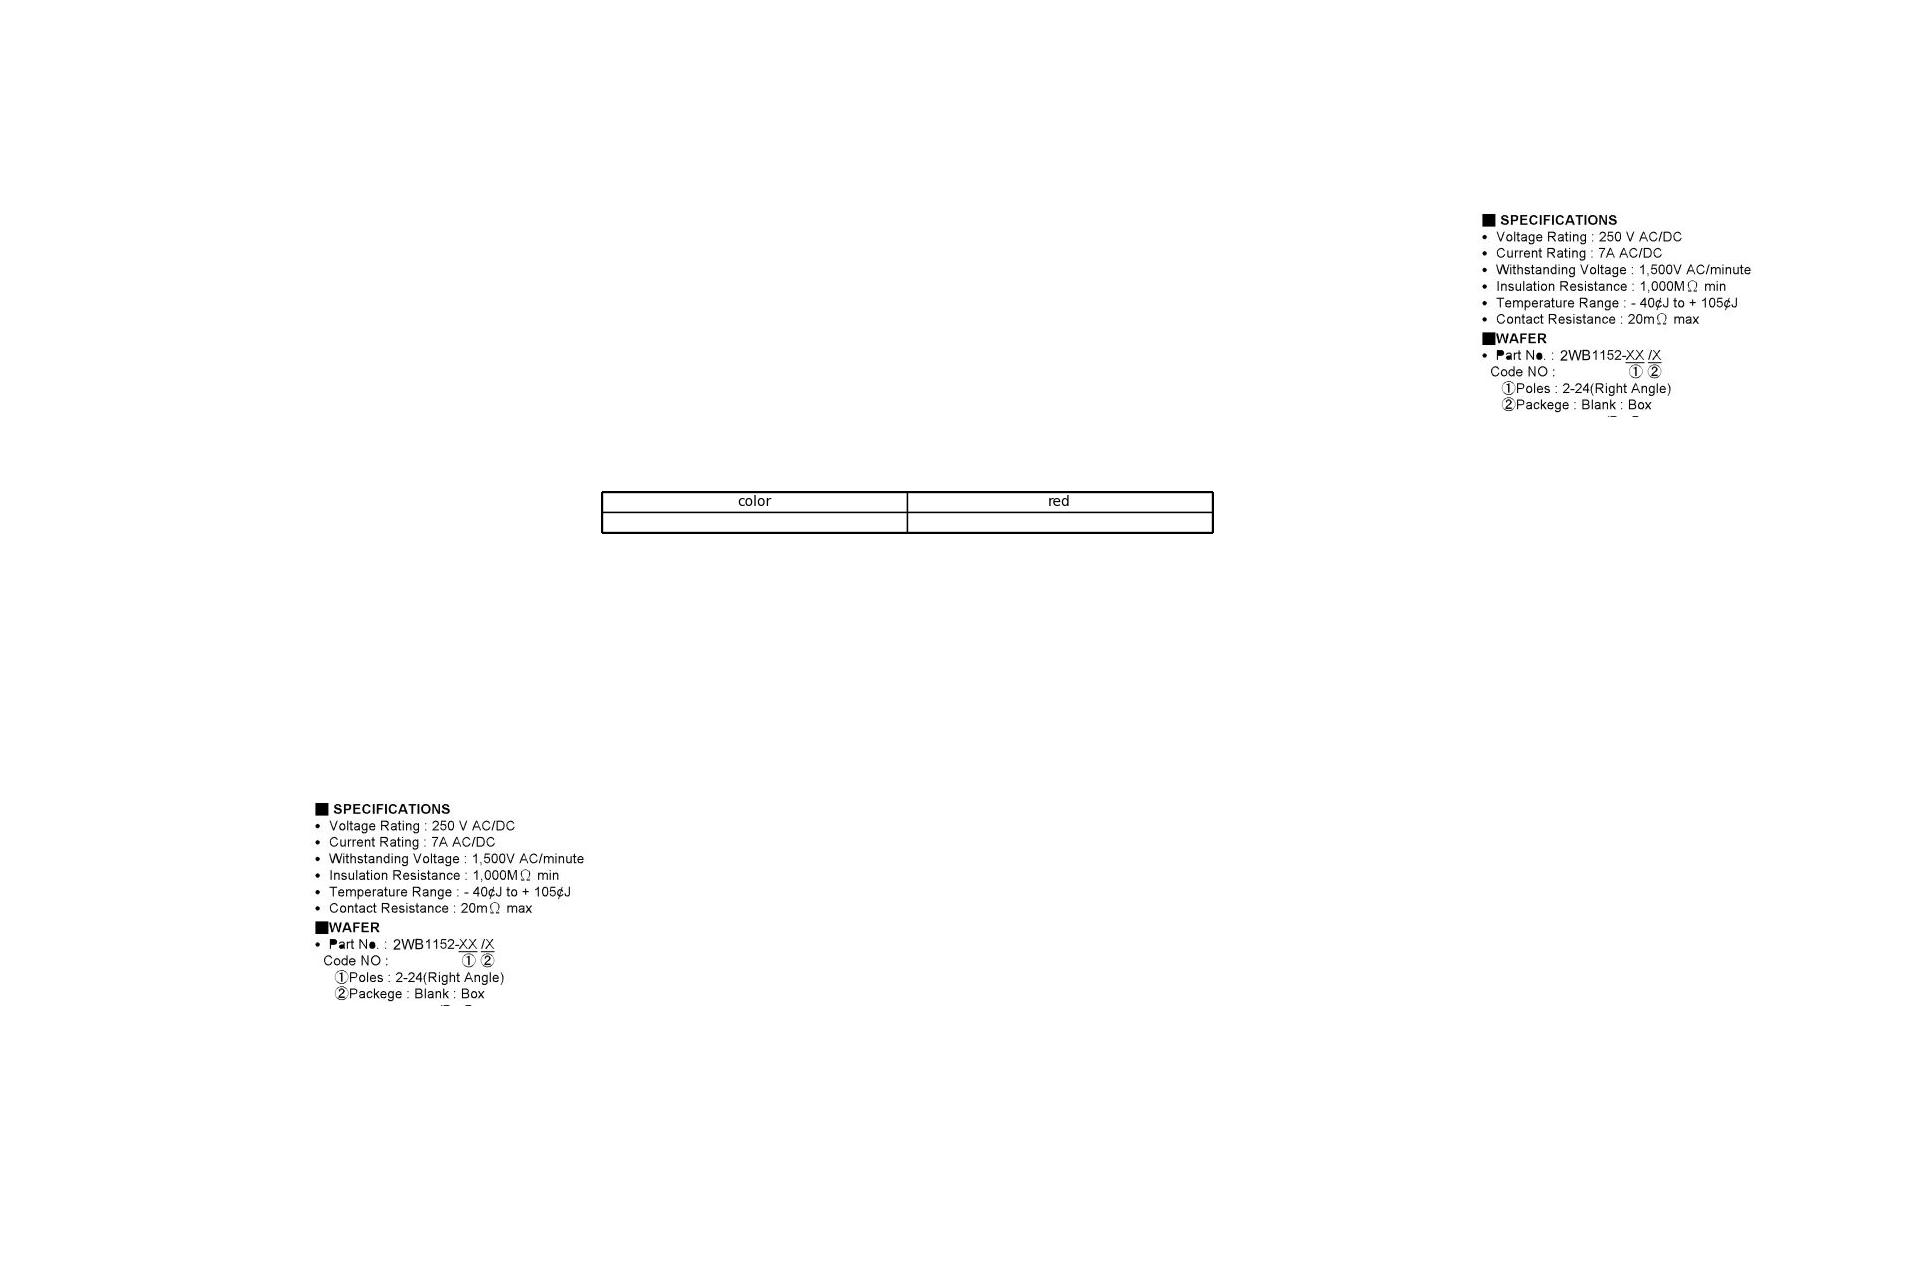 ■ SPECIFICATIONS
• Voltage Rating : 250 V AC/DC
• Current Rating : 7A AC/DC
• Withstanding Voltage : 1,500V AC/minute
• Insulation Resistance : 1,000MΩ min
• Temperature Range : - 40¢J to + 105¢J
• Contact Resistance : 20mΩ max
■WAFER
• Part No. : 2WB1152-XX /X
Code NO : ① ②
①Poles : 2-24(Right Angle)
②Packege : Blank : Box
color red
■ SPECIFICATIONS
• Voltage Rating : 250 V AC/DC
• Current Rating : 7A AC/DC
• Withstanding Voltage : 1,500V AC/minute
• Insulation Resistance : 1,000MΩ min
• Temperature Range : - 40¢J to + 105¢J
• Contact Resistance : 20mΩ max
■WAFER
• Part No. : 2WB1152-XX /X
Code NO : ① ②
①Poles : 2-24(Right Angle)
②Packege : Blank : Box